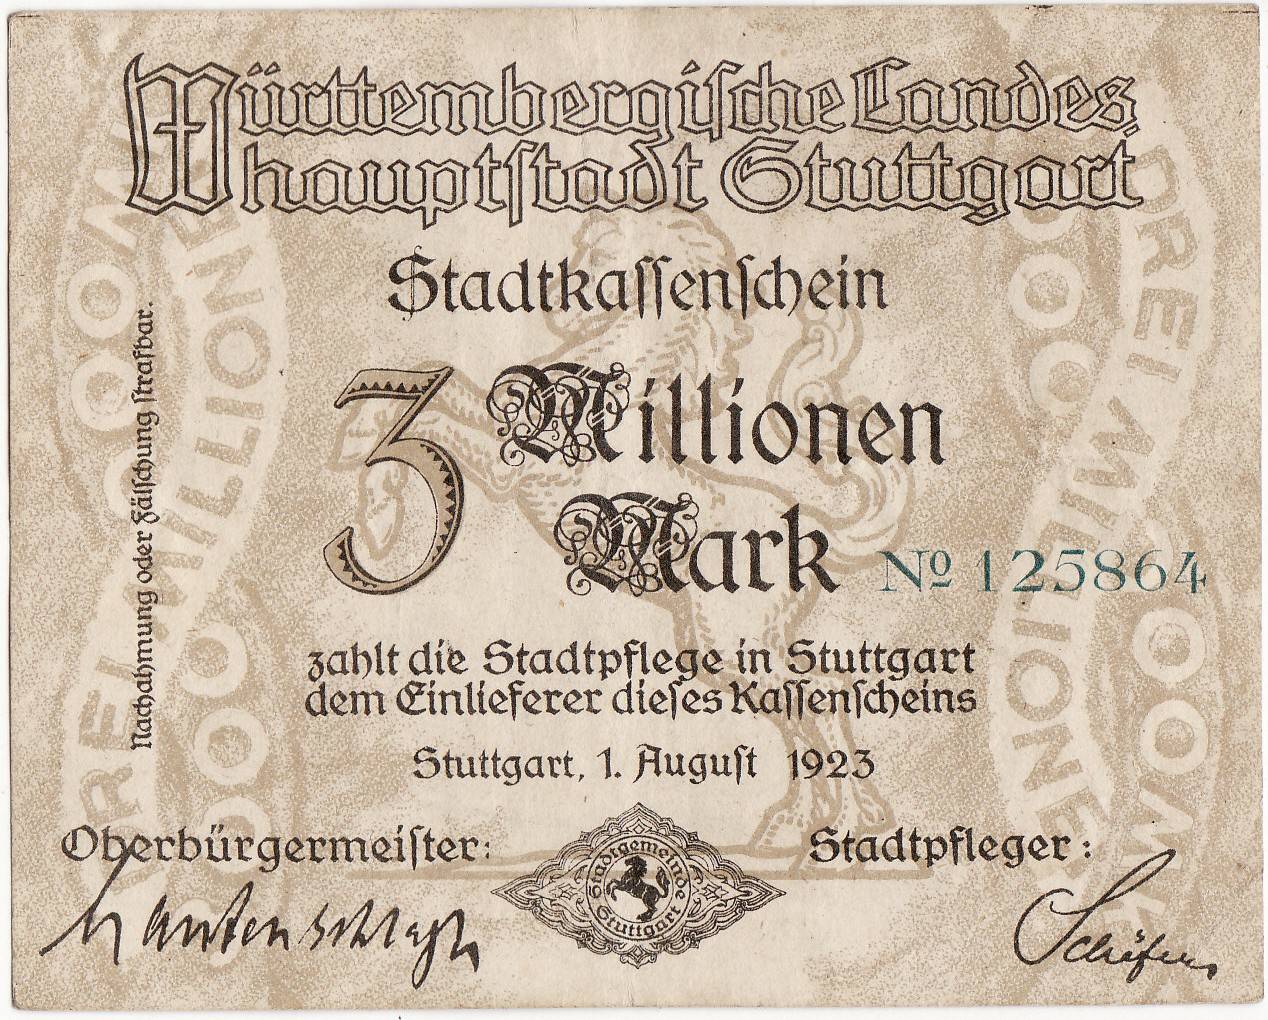 Württembergische Landes-
hauptstadt Stuttgart
Stadtkassenschein
3 Millionen
Mark
No 125864
zahlt die Stadtpflege in Stuttgart
dem Einlieferer dieses Kassenscheins
Stuttgart, 1. August 1923
Oberbürgermeister:
Lautenschlager
Stadtpfleger:
Stadtgemeinde Stuttgart
Nachahmung oder Fälschung strafbar.
DREI MILLIONEN
DREI MILLIONEN